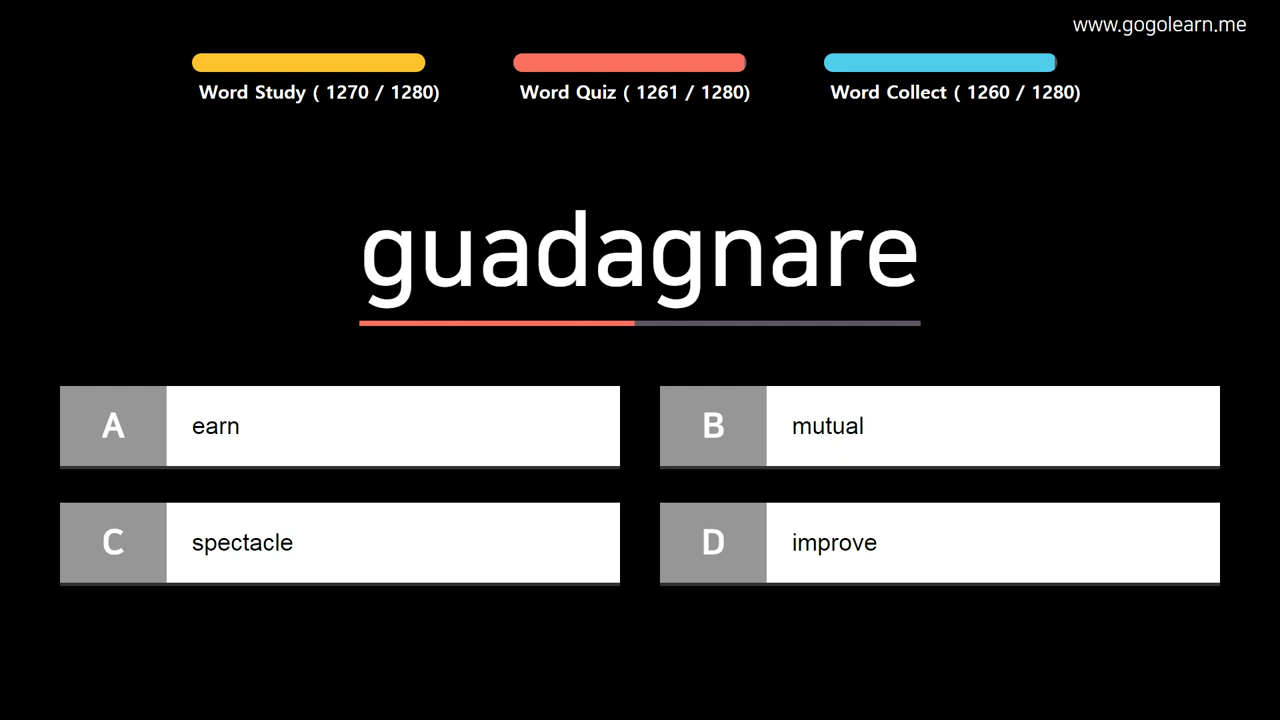 www.gogolearn.me
Word Study ( 1270 / 1280)
Word Quiz ( 1261 / 1280)
Word Collect ( 1260 / 1280)
guadagnare
A earn
B mutual
C spectacle
D improve